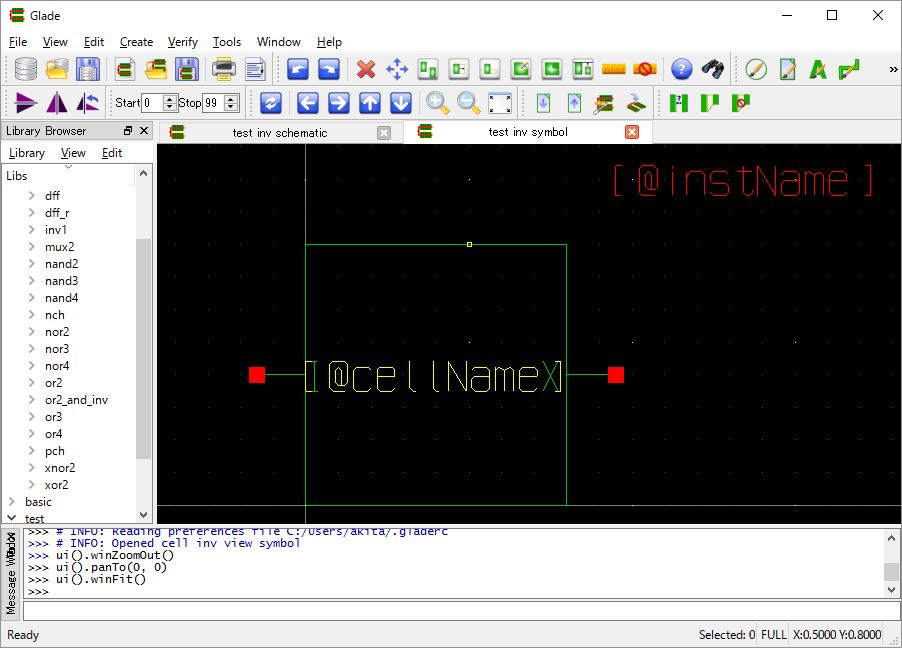 Glade
File View Edit Create Verify Tools Window Help
Start 0 Stop 99
Library Browser
test inv schematic
test inv symbol
Library View Edit
Libs
dff
dff_r
inv1
mux2
nand2
nand3
nand4
nch
nor2
nor3
nor4
or2
or2_and_inv
or3
or4
pch
xnor2
xor2
basic
test
[@instName]
[@cellName]
I
X
Message Window
>>> # INFO: Reading preferences file C:/Users/akita/.gladerc
>>> # INFO: Opened cell inv view symbol
>>> ui().winZoomOut()
>>> ui().panTo(0, 0)
>>> ui().winFit()
>>>
Ready
Selected: 0 FULL X:0.5000 Y:0.8000